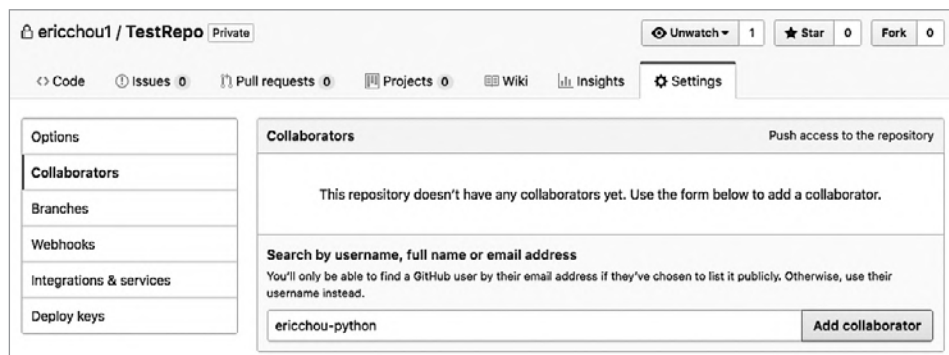 ericchou1 / TestRepo Private
Unwatch 1 Star 0 Fork 0
Code Issues 0 Pull requests 0 Projects 0 Wiki Insights Settings
Options
Collaborators
Branches
Webhooks
Integrations & services
Deploy keys
Collaborators Push access to the repository
This repository doesn't have any collaborators yet. Use the form below to add a collaborator.
Search by username, full name or email address
You'll only be able to find a GitHub user by their email address if they've chosen to list it publicly. Otherwise, use their
username instead.
ericchou-python Add collaborator